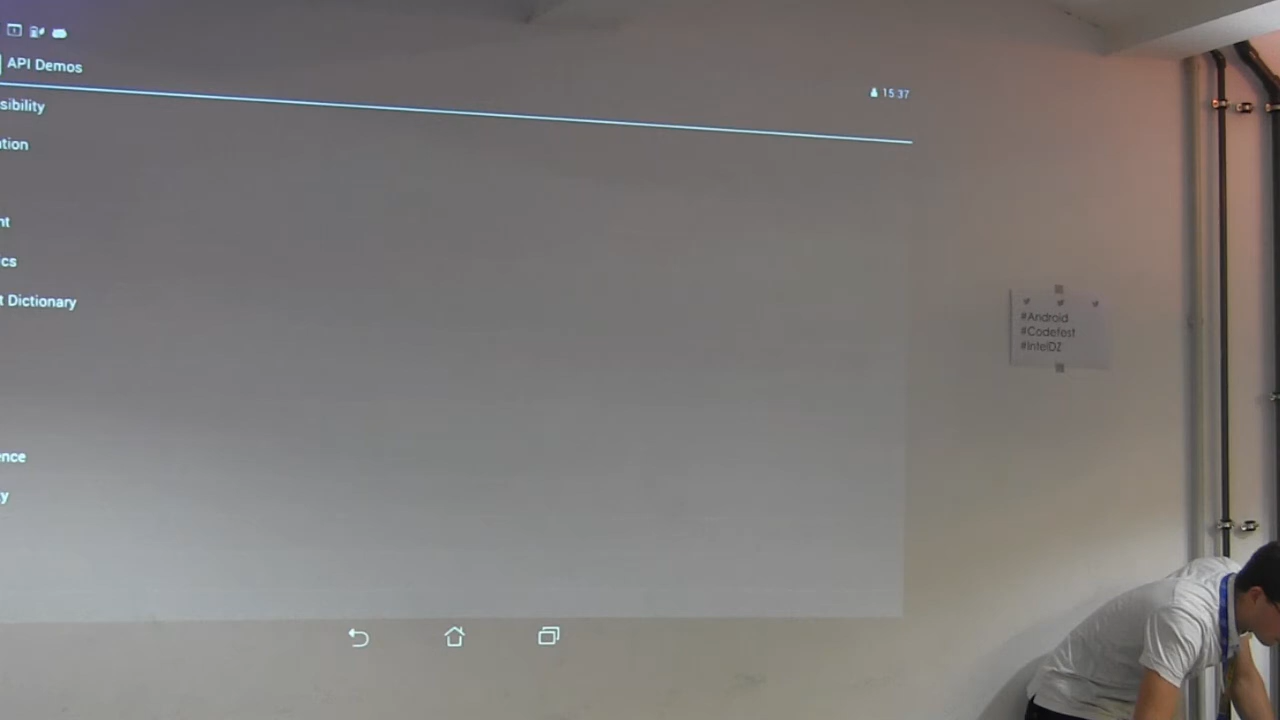 API Demos
15:37
sibility
tion
nt
cs
t Dictionary
ence
y
#Android
#Codefest
#IntelDZ